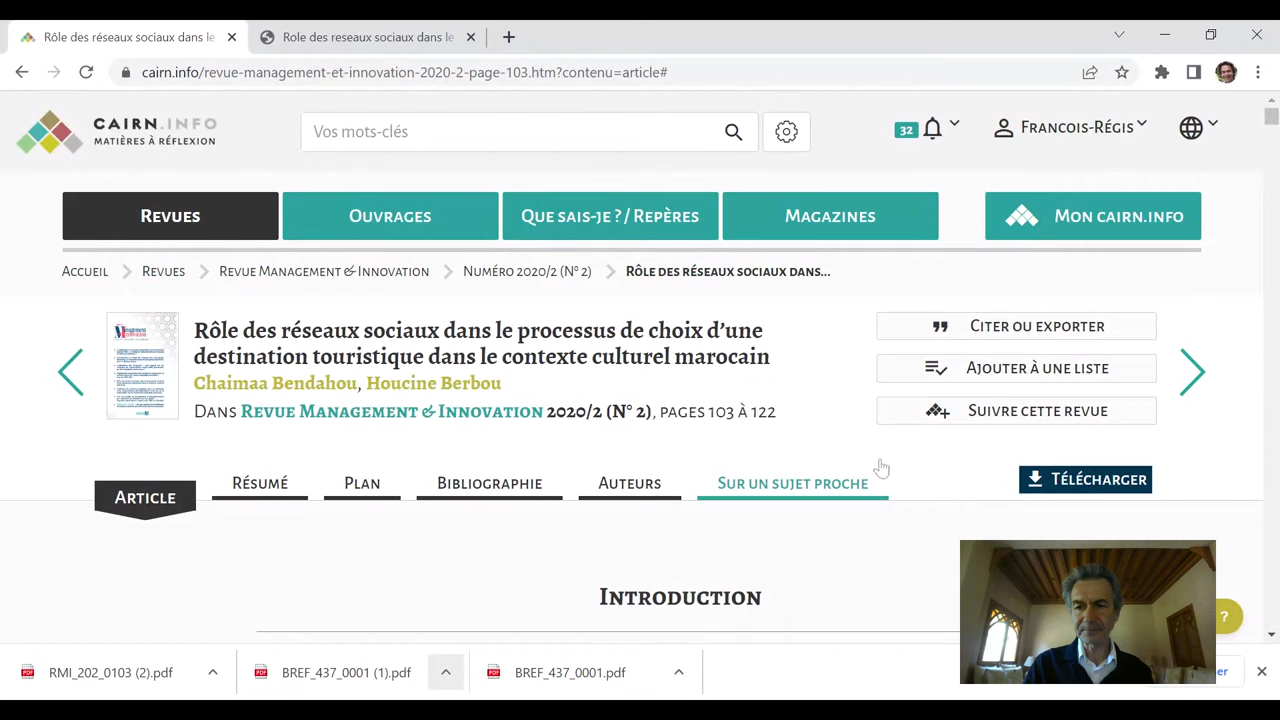 Rôle des réseaux sociaux dans le
Role des reseaux sociaux dans le
cairn.info/revue-management-et-innovation-2020-2-page-103.htm?contenu=article#
CAIRN.INFO
MATIÈRES À RÉFLEXION
Vos mots-clés
32
Francois-Régis
Revues
Ouvrages
Que sais-je ? / Repères
Magazines
Mon cairn.info
Accueil
Revues
Revue Management & Innovation
Numéro 2020/2 (N° 2)
Rôle des réseaux sociaux dans...
Rôle des réseaux sociaux dans le processus de choix d’une
destination touristique dans le contexte culturel marocain
Chaimaa Bendahou, Houcine Berbou
Dans Revue Management & Innovation 2020/2 (N° 2), pages 103 à 122
Citer ou exporter
Ajouter à une liste
Suivre cette revue
Article
Résumé
Plan
Bibliographie
Auteurs
Sur un sujet proche
Télécharger
Introduction
?
RMI_202_0103 (2).pdf
BREF_437_0001 (1).pdf
BREF_437_0001.pdf